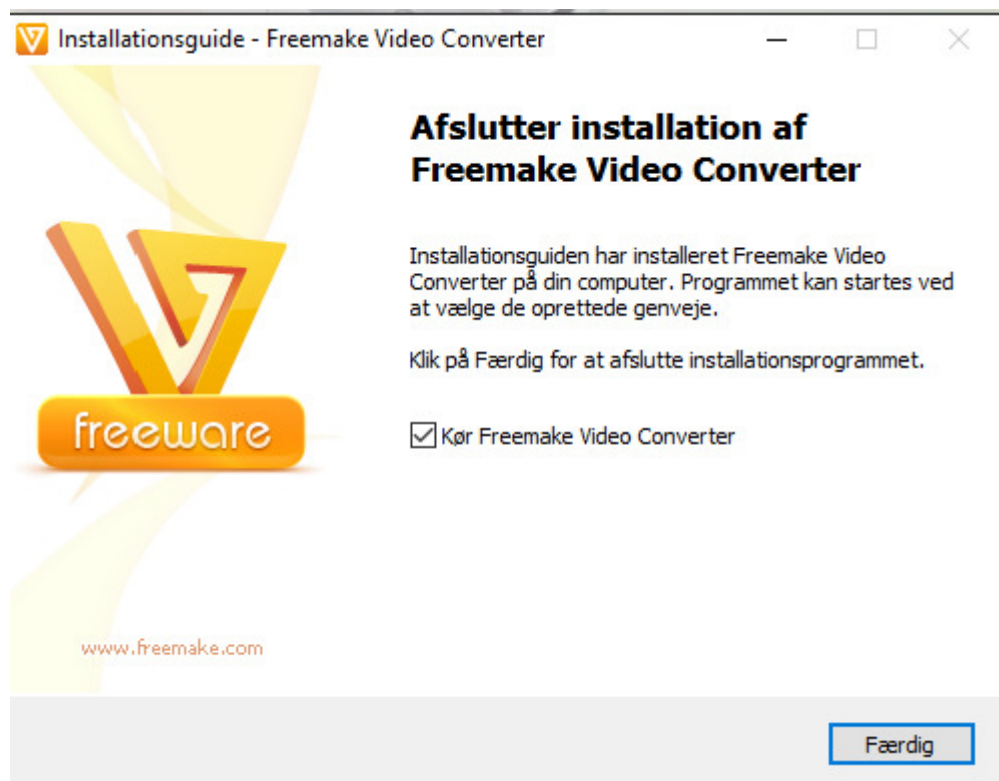 Installationsguide - Freemake Video Converter
Afslutter installation af
Freemake Video Converter
Installationsguiden har installeret Freemake Video
Converter på din computer. Programmet kan startes ved
at vælge de oprettede genveje.
Klik på Færdig for at afslutte installationsprogrammet.
freeware
Kør Freemake Video Converter
www.freemake.com
Færdig